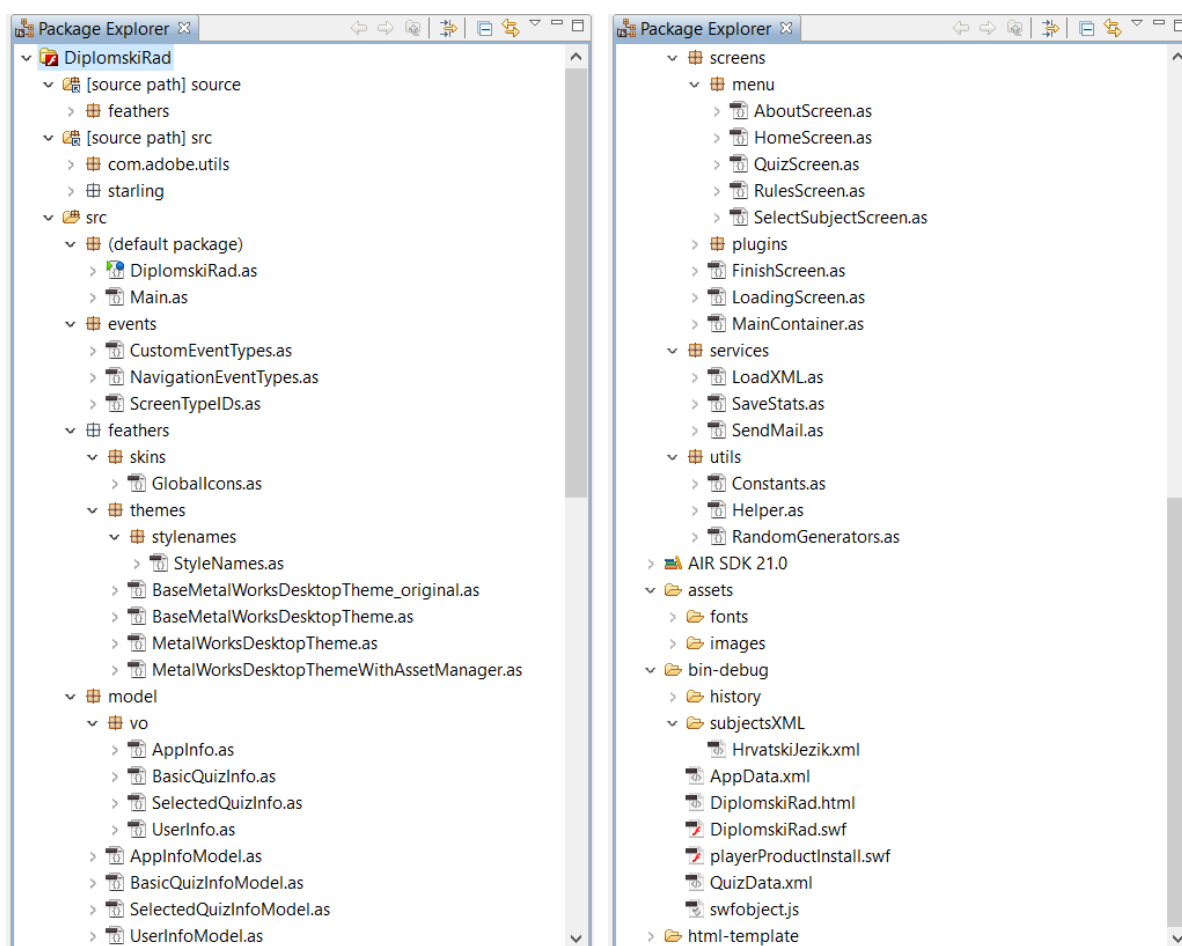 Package Explorer
DiplomskiRad
[source path] source
feathers
[source path] src
com.adobe.utils
starling
src
(default package)
DiplomskiRad.as
Main.as
events
CustomEventTypes.as
NavigationEventTypes.as
ScreenTypeIDs.as
feathers
skins
GlobalIcons.as
themes
stylenames
StyleNames.as
BaseMetalWorksDesktopTheme_original.as
BaseMetalWorksDesktopTheme.as
MetalWorksDesktopTheme.as
MetalWorksDesktopThemeWithAssetManager.as
model
vo
AppInfo.as
BasicQuizInfo.as
SelectedQuizInfo.as
UserInfo.as
AppInfoModel.as
BasicQuizInfoModel.as
SelectedQuizInfoModel.as
UserInfoModel.as
Package Explorer
screens
menu
AboutScreen.as
HomeScreen.as
QuizScreen.as
RulesScreen.as
SelectSubjectScreen.as
plugins
FinishScreen.as
LoadingScreen.as
MainContainer.as
services
LoadXML.as
SaveStats.as
SendMail.as
utils
Constants.as
Helper.as
RandomGenerators.as
AIR SDK 21.0
assets
fonts
images
bin-debug
history
subjectsXML
HrvatskiJezik.xml
AppData.xml
DiplomskiRad.html
DiplomskiRad.swf
playerProductInstall.swf
QuizData.xml
swfobject.js
html-template